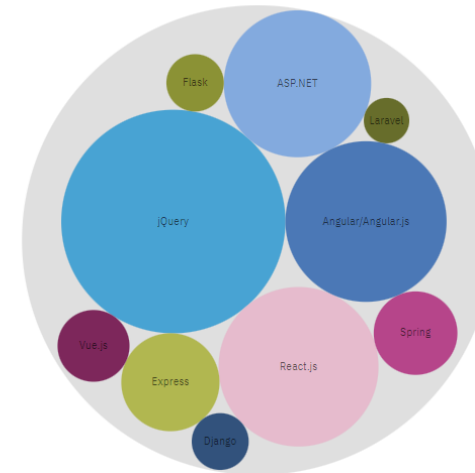 Flask
ASP.NET
Laravel
jQuery
Angular/Angular.js
Vue.js
Spring
Express
React.js
Django